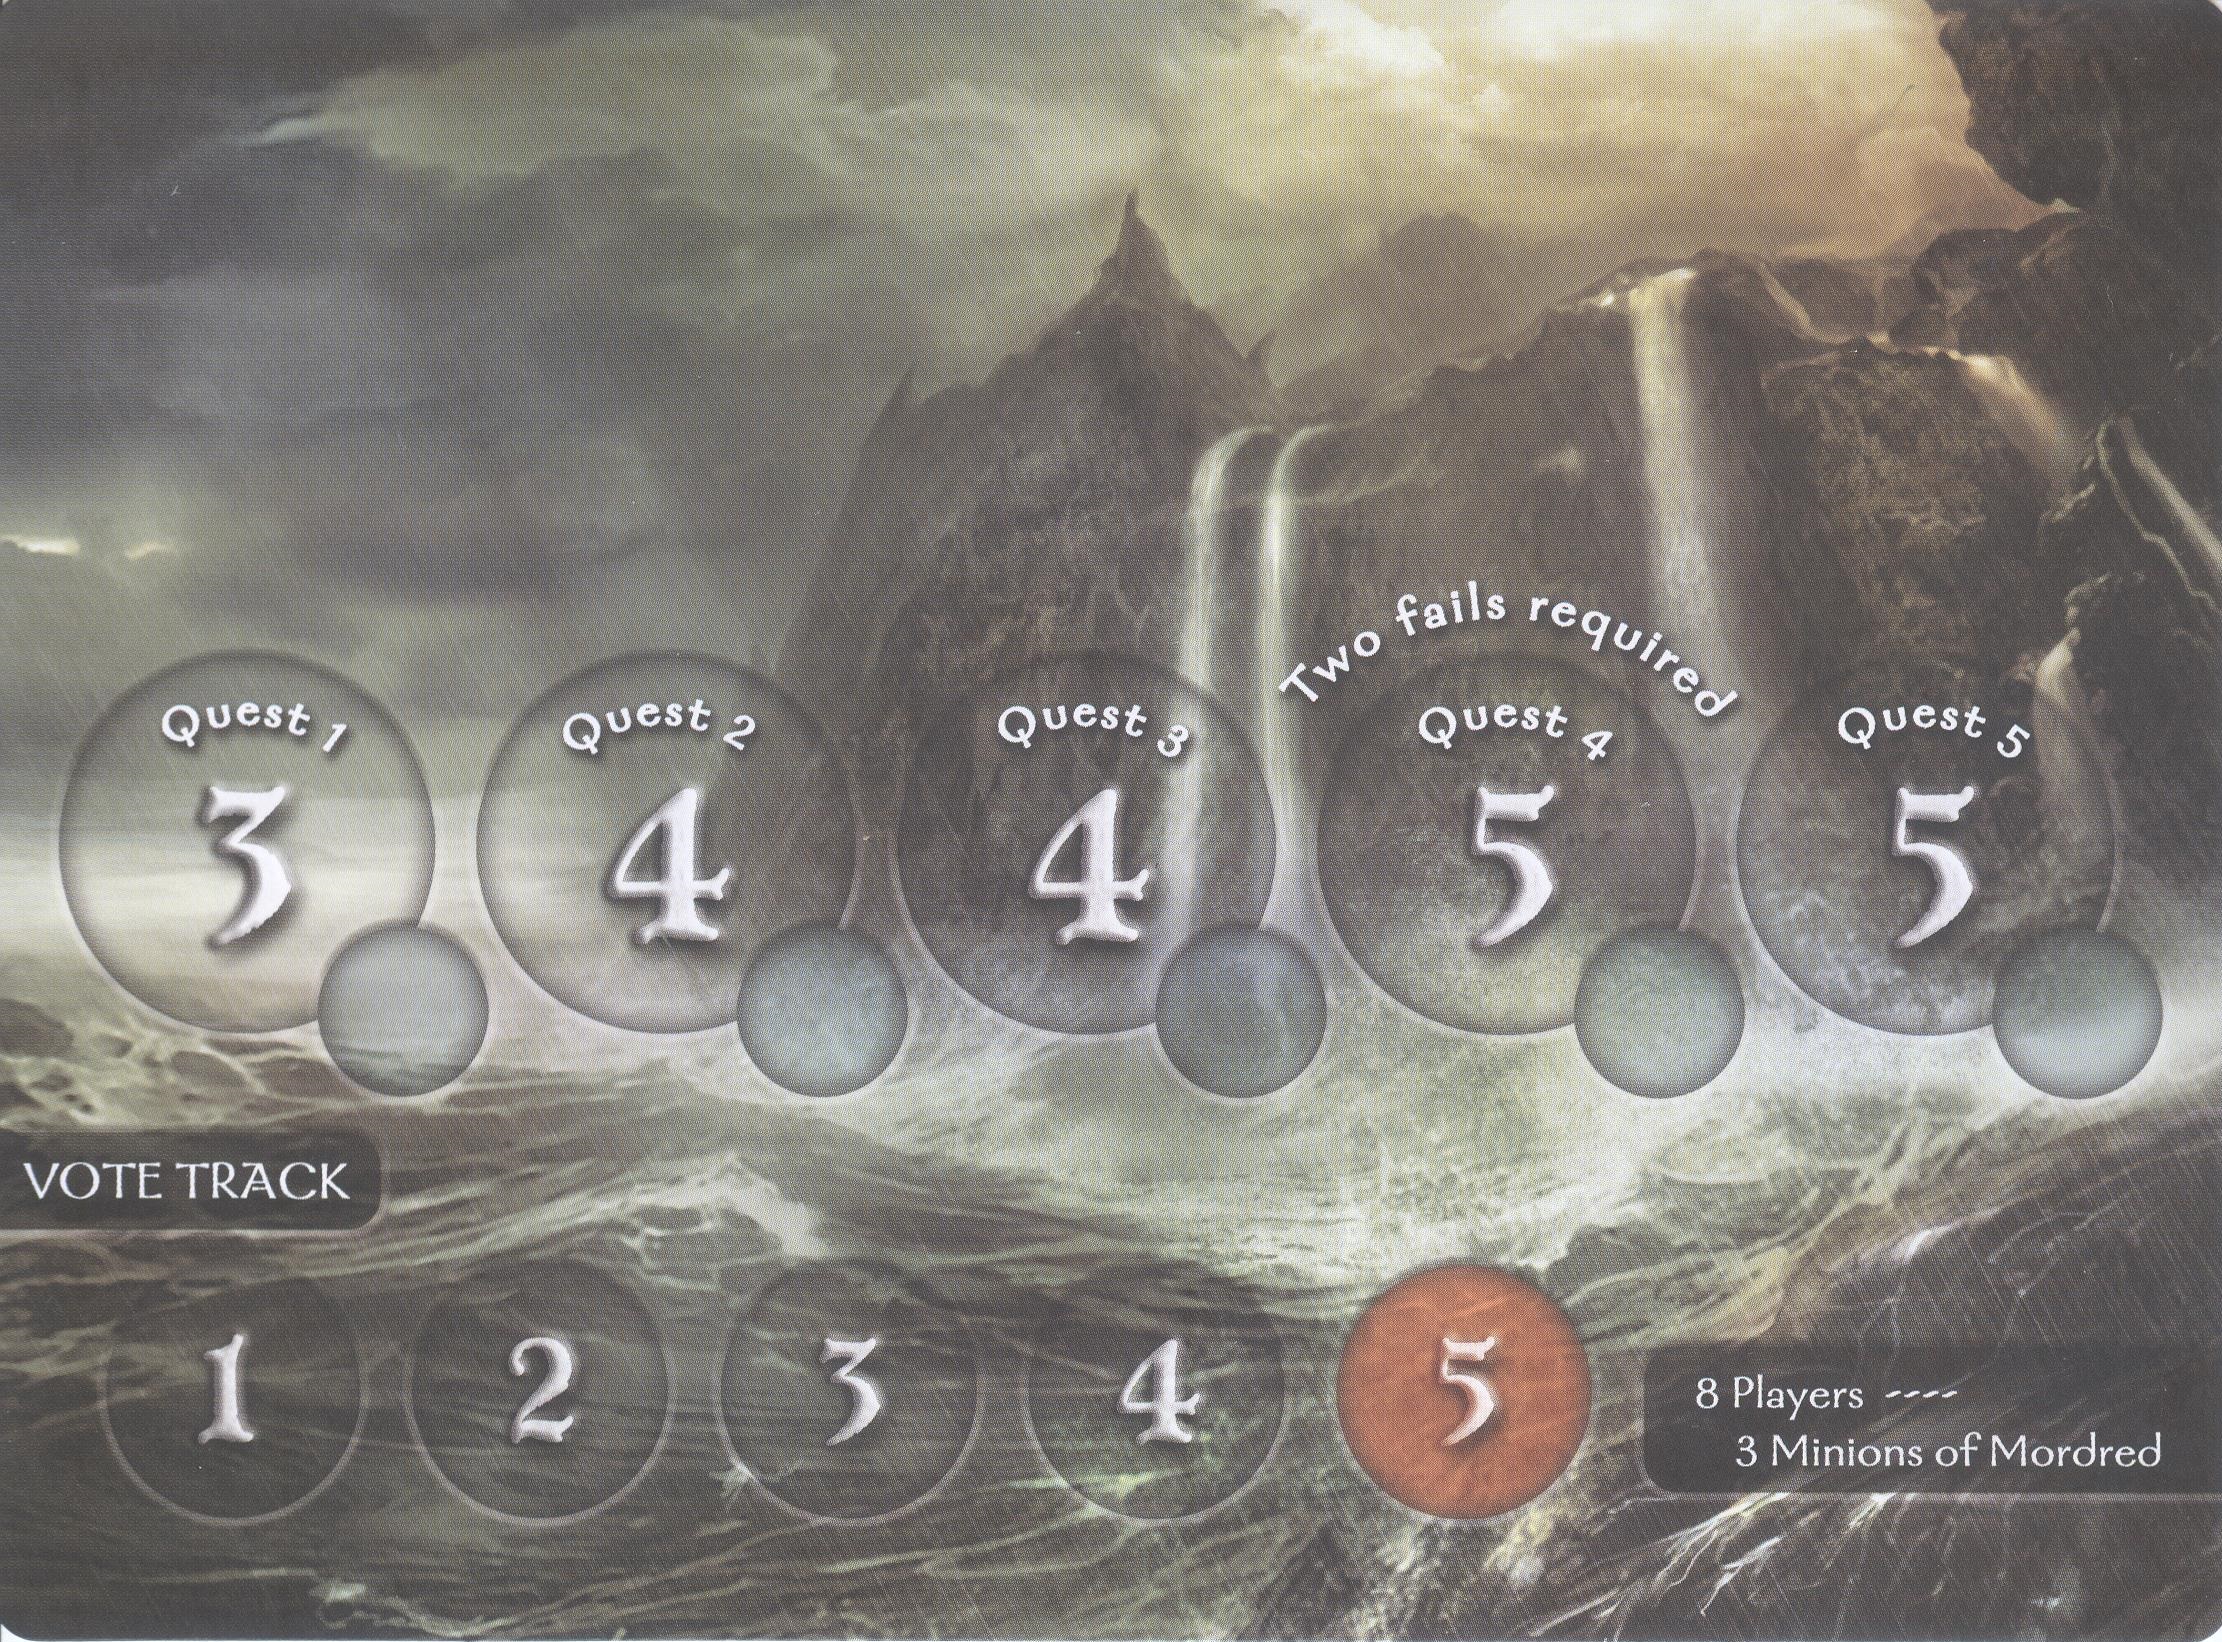 Two fails required
Quest 1
Quest 2
Quest 3
Quest 4
Quest 5
3
4
4
5
5
VOTE TRACK
1
2
3
4
5
8 Players ----
3 Minions of Mordred